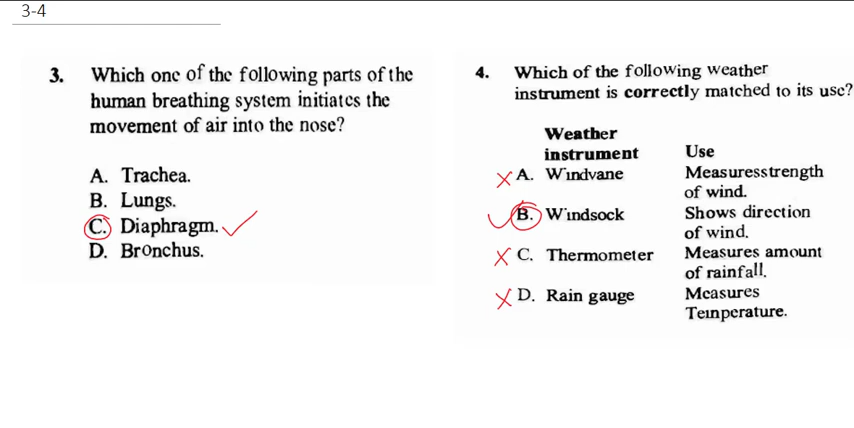 3-4
3. Which one of the following parts of the
human breathing system initiates the
movement of air into the nose?
A. Trachea.
B. Lungs.
C. Diaphragm.
D. Bronchus.
4. Which of the following weather
instrument is correctly matched to its use?
Weather
instrument Use
A. Windvane Measuresstrength
of wind.
B. Windsock Shows direction
of wind.
C. Thermometer Measures amount
of rainfall.
D. Rain gauge Measures
Temperature.